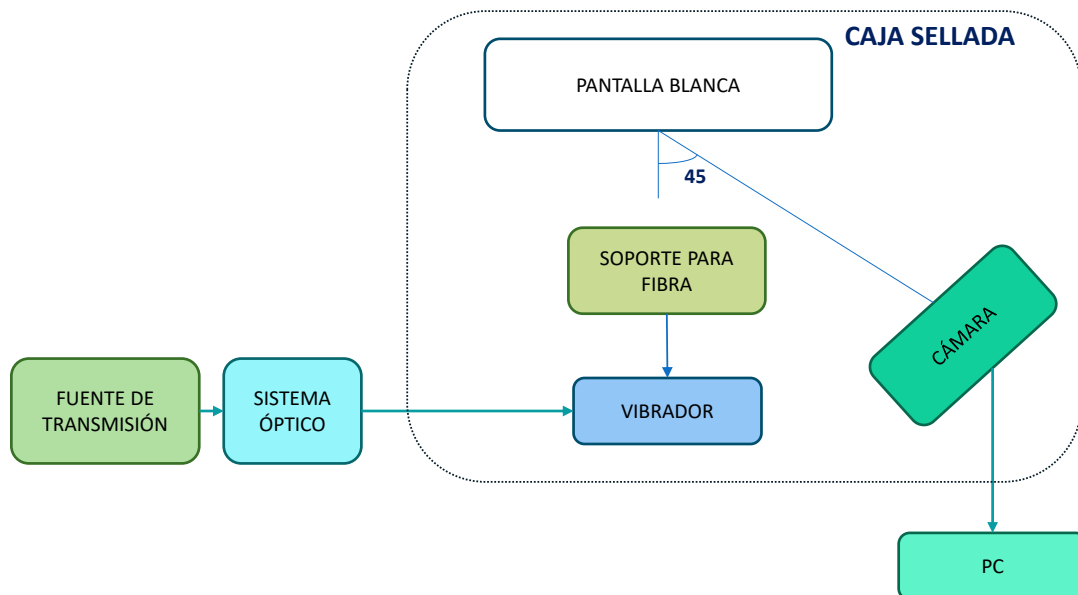 CAJA SELLADA
PANTALLA BLANCA
45
SOPORTE PARA
FIBRA
CÁMARA
FUENTE DE
TRANSMISIÓN
SISTEMA
ÓPTICO
VIBRADOR
PC